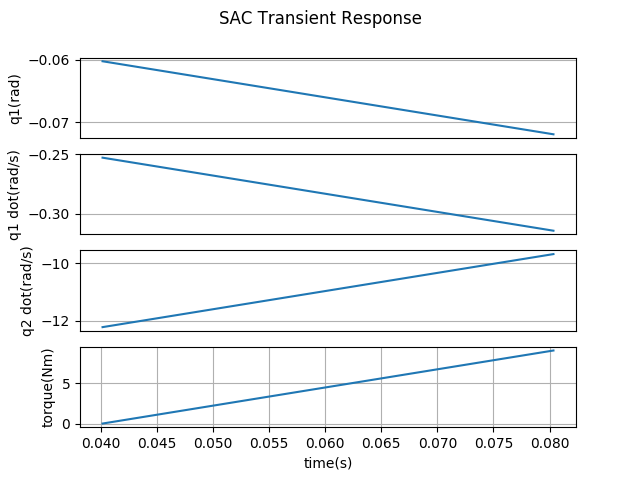 SAC Transient Response
−0.06
−0.07
q1(rad)
−0.25
−0.30
q1 dot(rad/s)
−10
−12
q2 dot(rad/s)
5
0
torque(Nm)
0.040 0.045 0.050 0.055 0.060 0.065 0.070 0.075 0.080
time(s)